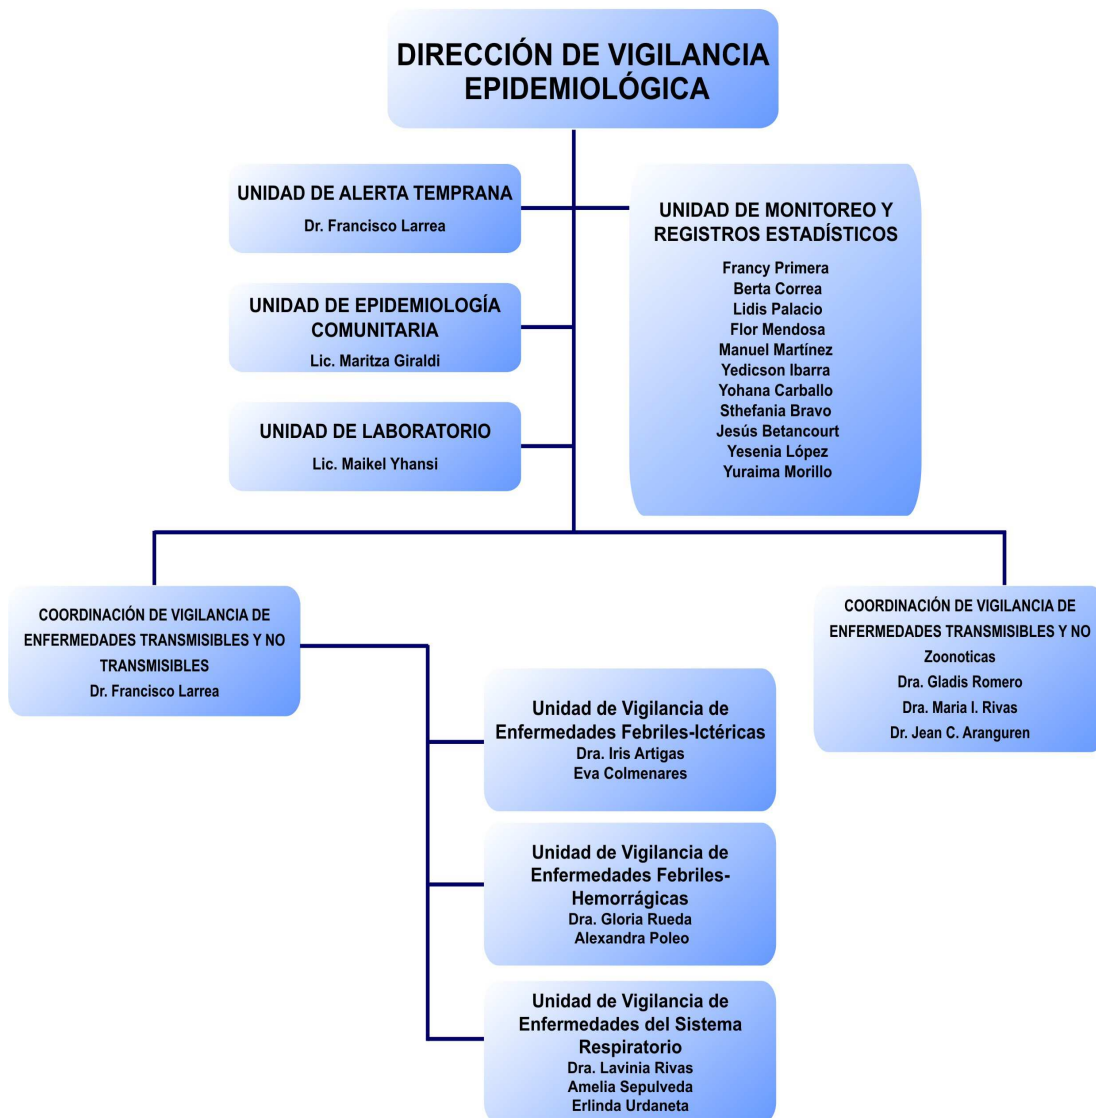 DIRECCIÓN DE VIGILANCIA
EPIDEMIOLÓGICA
UNIDAD DE ALERTA TEMPRANA
Dr. Francisco Larrea
UNIDAD DE MONITOREO Y
REGISTROS ESTADÍSTICOS
Francy Primera
Berta Correa
Lidis Palacio
Flor Mendosa
Manuel Martínez
Yedicson Ibarra
Yohana Carballo
Sthefania Bravo
Jesús Betancourt
Yesenia López
Yuraima Morillo
UNIDAD DE EPIDEMIOLOGÍA
COMUNITARIA
Lic. Maritza Giraldi
UNIDAD DE LABORATORIO
Lic. Maikel Yhansi
COORDINACIÓN DE VIGILANCIA DE
ENFERMEDADES TRANSMISIBLES Y NO
TRANSMISIBLES
Dr. Francisco Larrea
COORDINACIÓN DE VIGILANCIA DE
ENFERMEDADES TRANSMISIBLES Y NO
Zoonoticas
Dra. Gladis Romero
Dra. Maria I. Rivas
Dr. Jean C. Aranguren
Unidad de Vigilancia de
Enfermedades Febriles-Ictéricas
Dra. Iris Artigas
Eva Colmenares
Unidad de Vigilancia de
Enfermedades Febriles-
Hemorrágicas
Dra. Gloria Rueda
Alexandra Poleo
Unidad de Vigilancia de
Enfermedades del Sistema
Respiratorio
Dra. Lavinia Rivas
Amelia Sepulveda
Erlinda Urdaneta